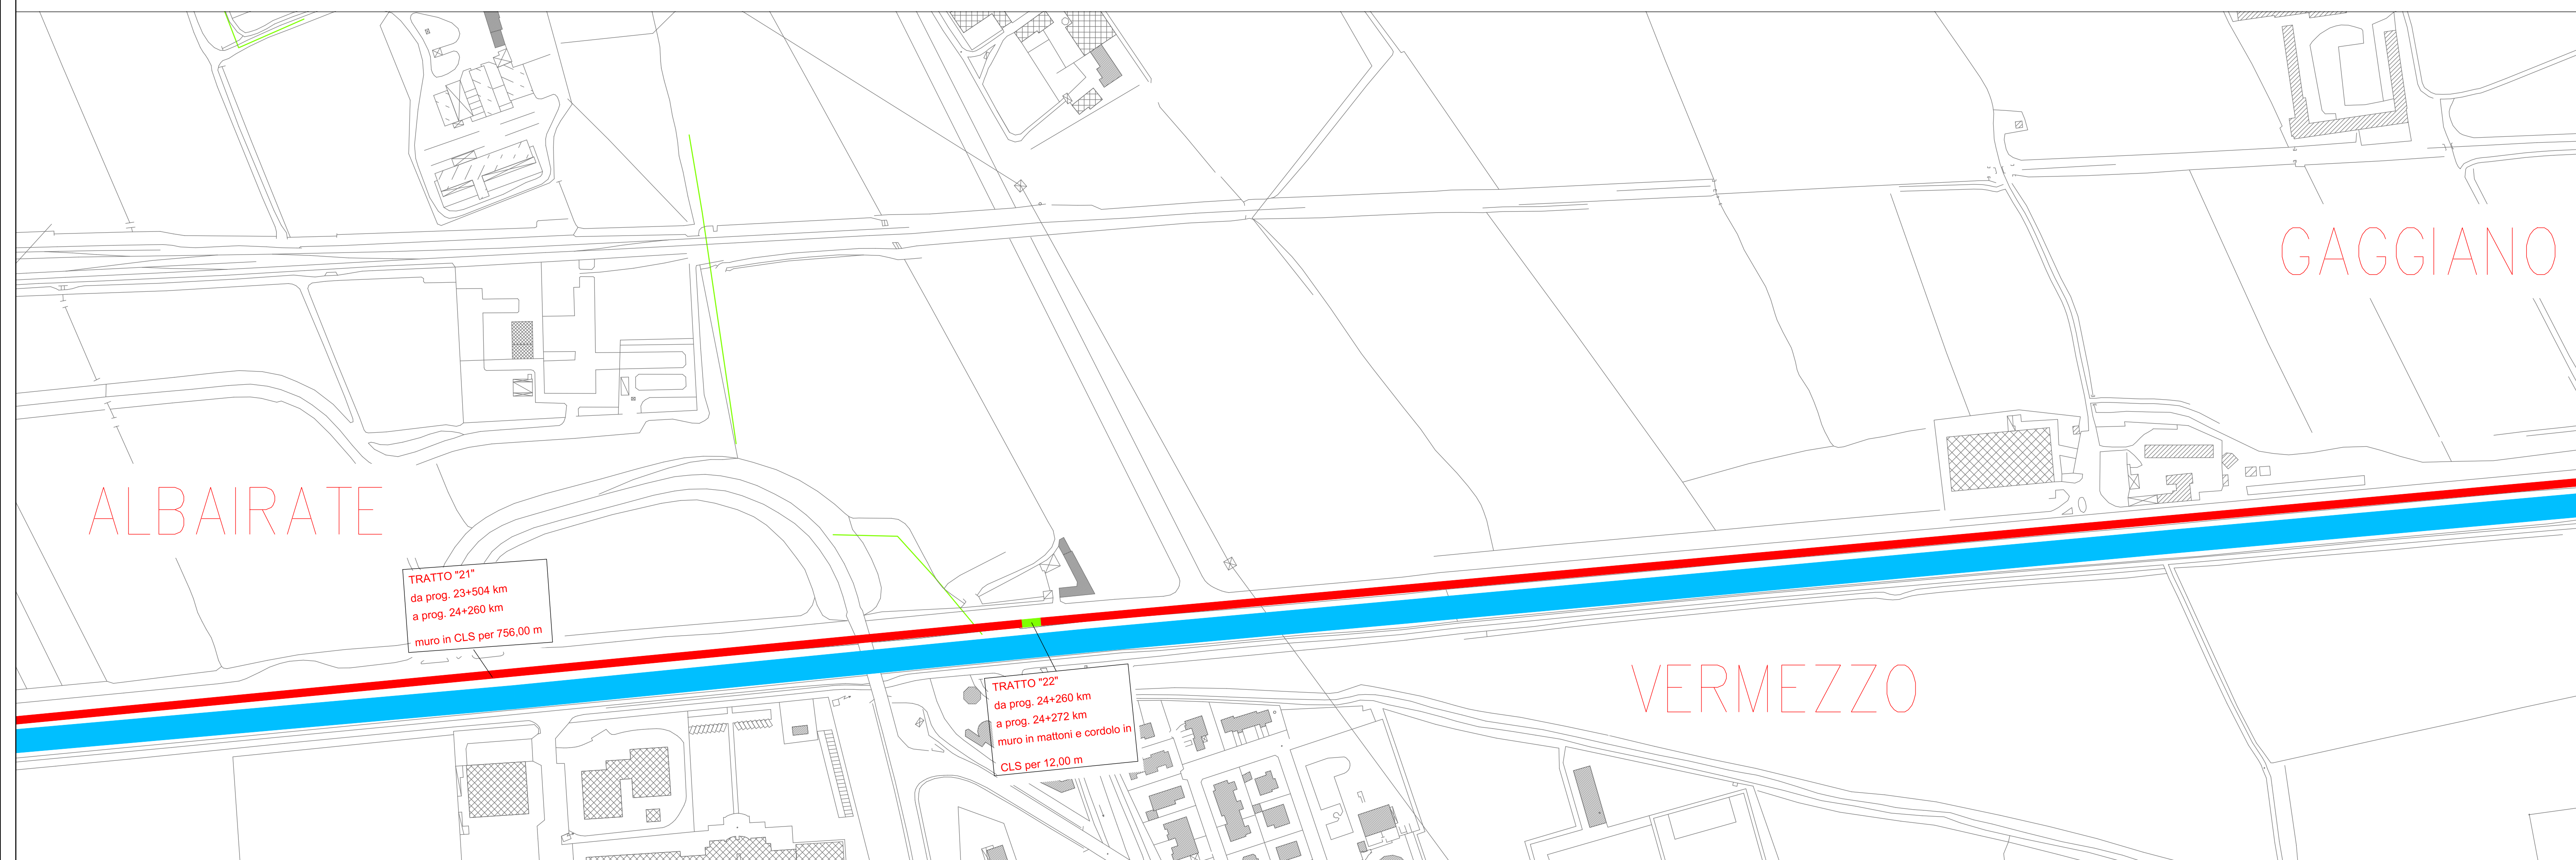 GAGGIANO
ALBAIRATE
TRATTO "21"
da prog. 23+504 km
a prog. 24+260 km
muro in CLS per 756,00 m
TRATTO "22"
da prog. 24+260 km
a prog. 24+272 km
muro in mattoni e cordolo in
CLS per 12,00 m
VERMEZZO